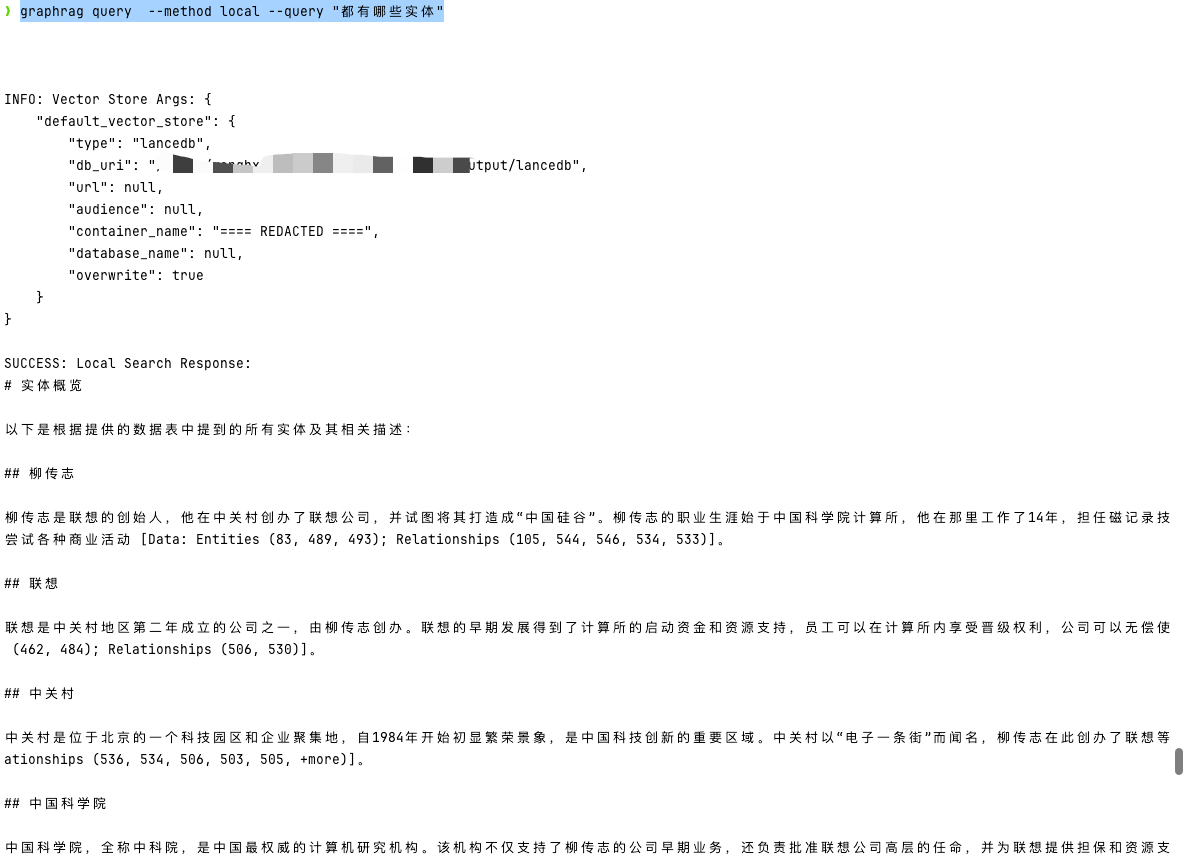 ❯ graphrag query  --method local --query "都有哪些实体"
INFO: Vector Store Args: {
    "default_vector_store": {
        "type": "lancedb",
        "db_uri": " utput/lancedb",
        "url": null,
        "audience": null,
        "container_name": "==== REDACTED ====",
        "database_name": null,
        "overwrite": true
    }
}
SUCCESS: Local Search Response:
# 实体概览
以下是根据提供的数据表中提到的所有实体及其相关描述：
## 柳传志
柳传志是联想的创始人，他在中关村创办了联想公司，并试图将其打造成“中国硅谷”。柳传志的职业生涯始于中国科学院计算所，他在那里工作了14年，担任磁记录技
尝试各种商业活动 [Data: Entities (83, 489, 493); Relationships (105, 544, 546, 534, 533)]。
## 联想
联想是中关村地区第二年成立的公司之一，由柳传志创办。联想的早期发展得到了计算所的启动资金和资源支持，员工可以在计算所内享受晋级权利，公司可以无偿使
(462, 484); Relationships (506, 530)]。
## 中关村
中关村是位于北京的一个科技园区和企业聚集地，自1984年开始初显繁荣景象，是中国科技创新的重要区域。中关村以“电子一条街”而闻名，柳传志在此创办了联想等
ationships (536, 534, 506, 503, 505, +more)]。
## 中国科学院
中国科学院，全称中科院，是中国最权威的计算机研究机构。该机构不仅支持了柳传志的公司早期业务，还负责批准联想公司高层的任命，并为联想提供担保和资源支